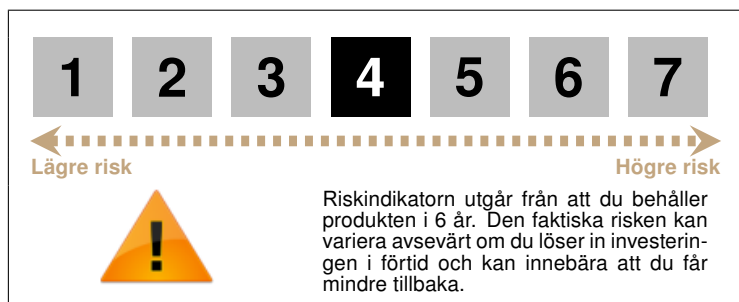 1 2 3 4 5 6 7
Lägre risk Högre risk
Riskindikatorn utgår från att du behåller
produkten i 6 år. Den faktiska risken kan
variera avsevärt om du löser in investerin-
gen i förtid och kan innebära att du får
mindre tillbaka.